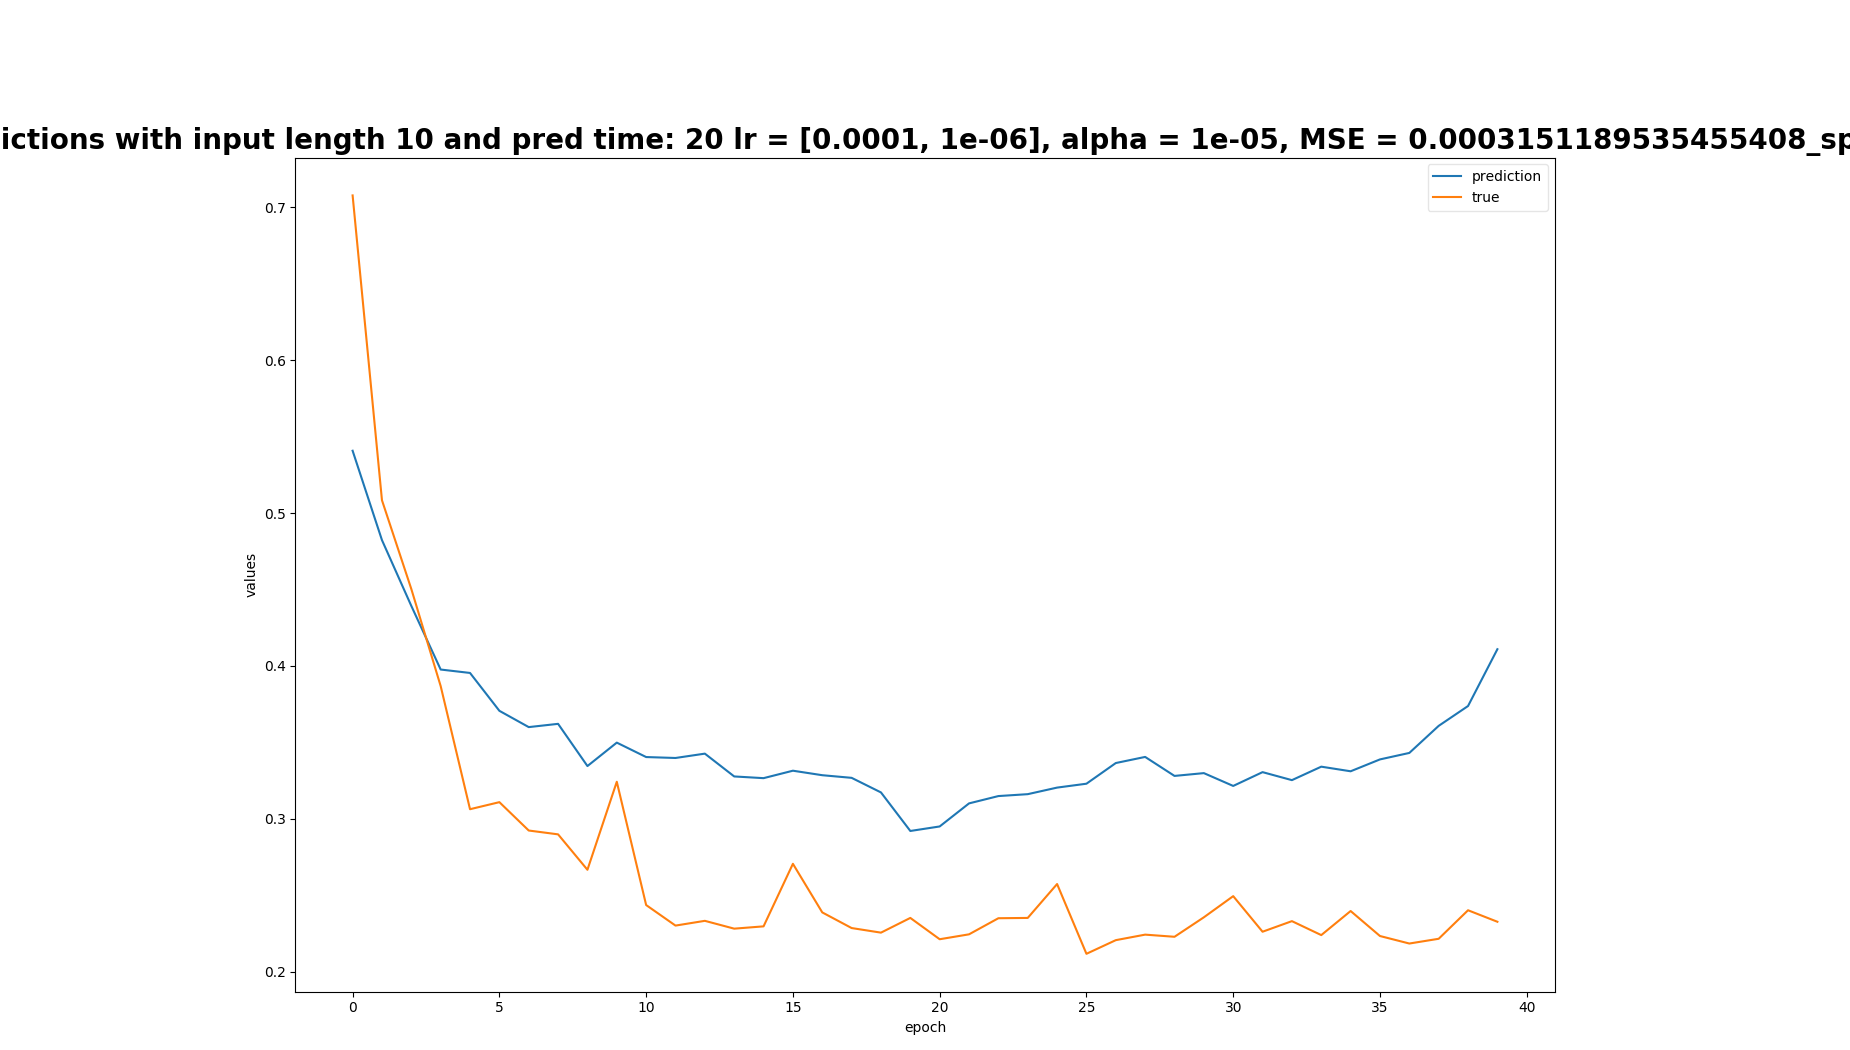 ictions with input length 10 and pred time: 20 lr = [0.0001, 1e-06], alpha = 1e-05, MSE = 0.0003151189535455408_sp
prediction
true
0.7
0.6
0.5
0.4
0.3
0.2
values
0 5 10 15 20 25 30 35 40
epoch